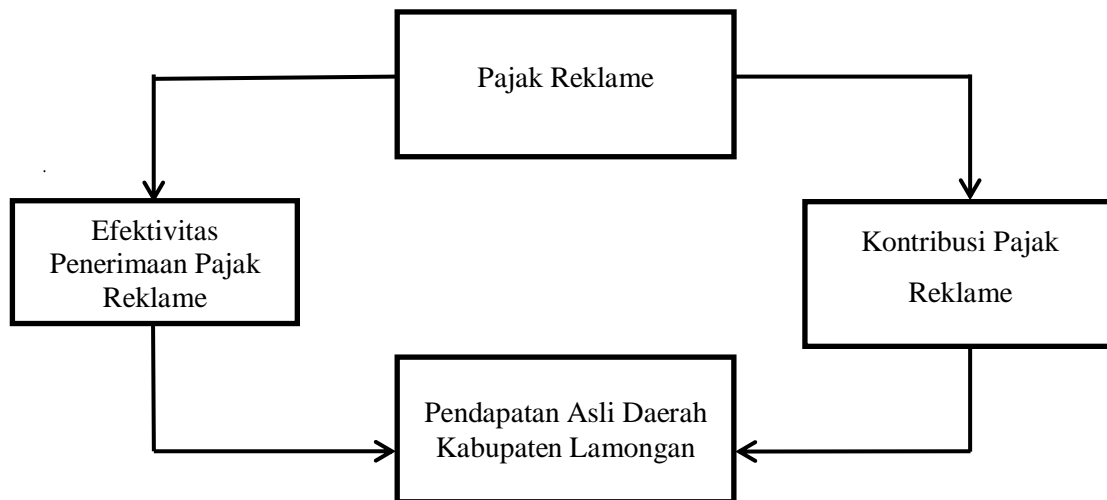 Pajak Reklame
Efektivitas
Penerimaan Pajak
Reklame
Kontribusi Pajak
Reklame
Pendapatan Asli Daerah
Kabupaten Lamongan